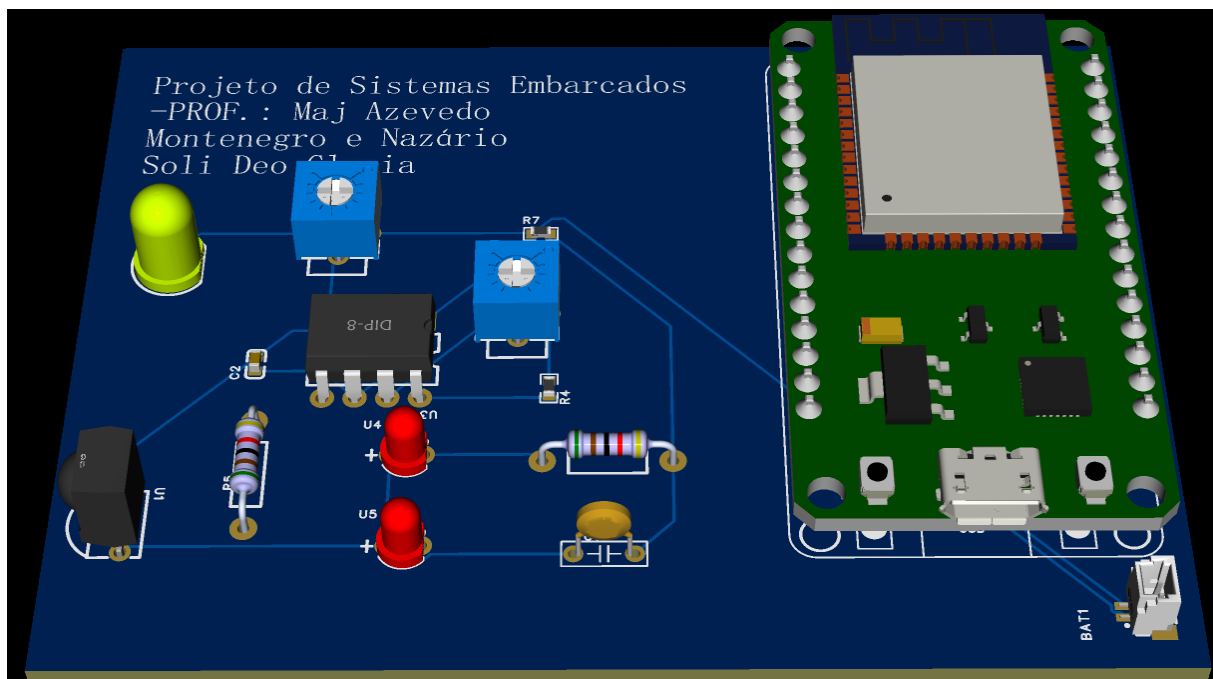 Projeto de Sistemas Embarcados
-PROF.: Maj Azevedo
Montenegro e Nazário
Soli Deo
R7
DIP-8
C2
R4
U3
U4
R5
U1
U5
BAT1